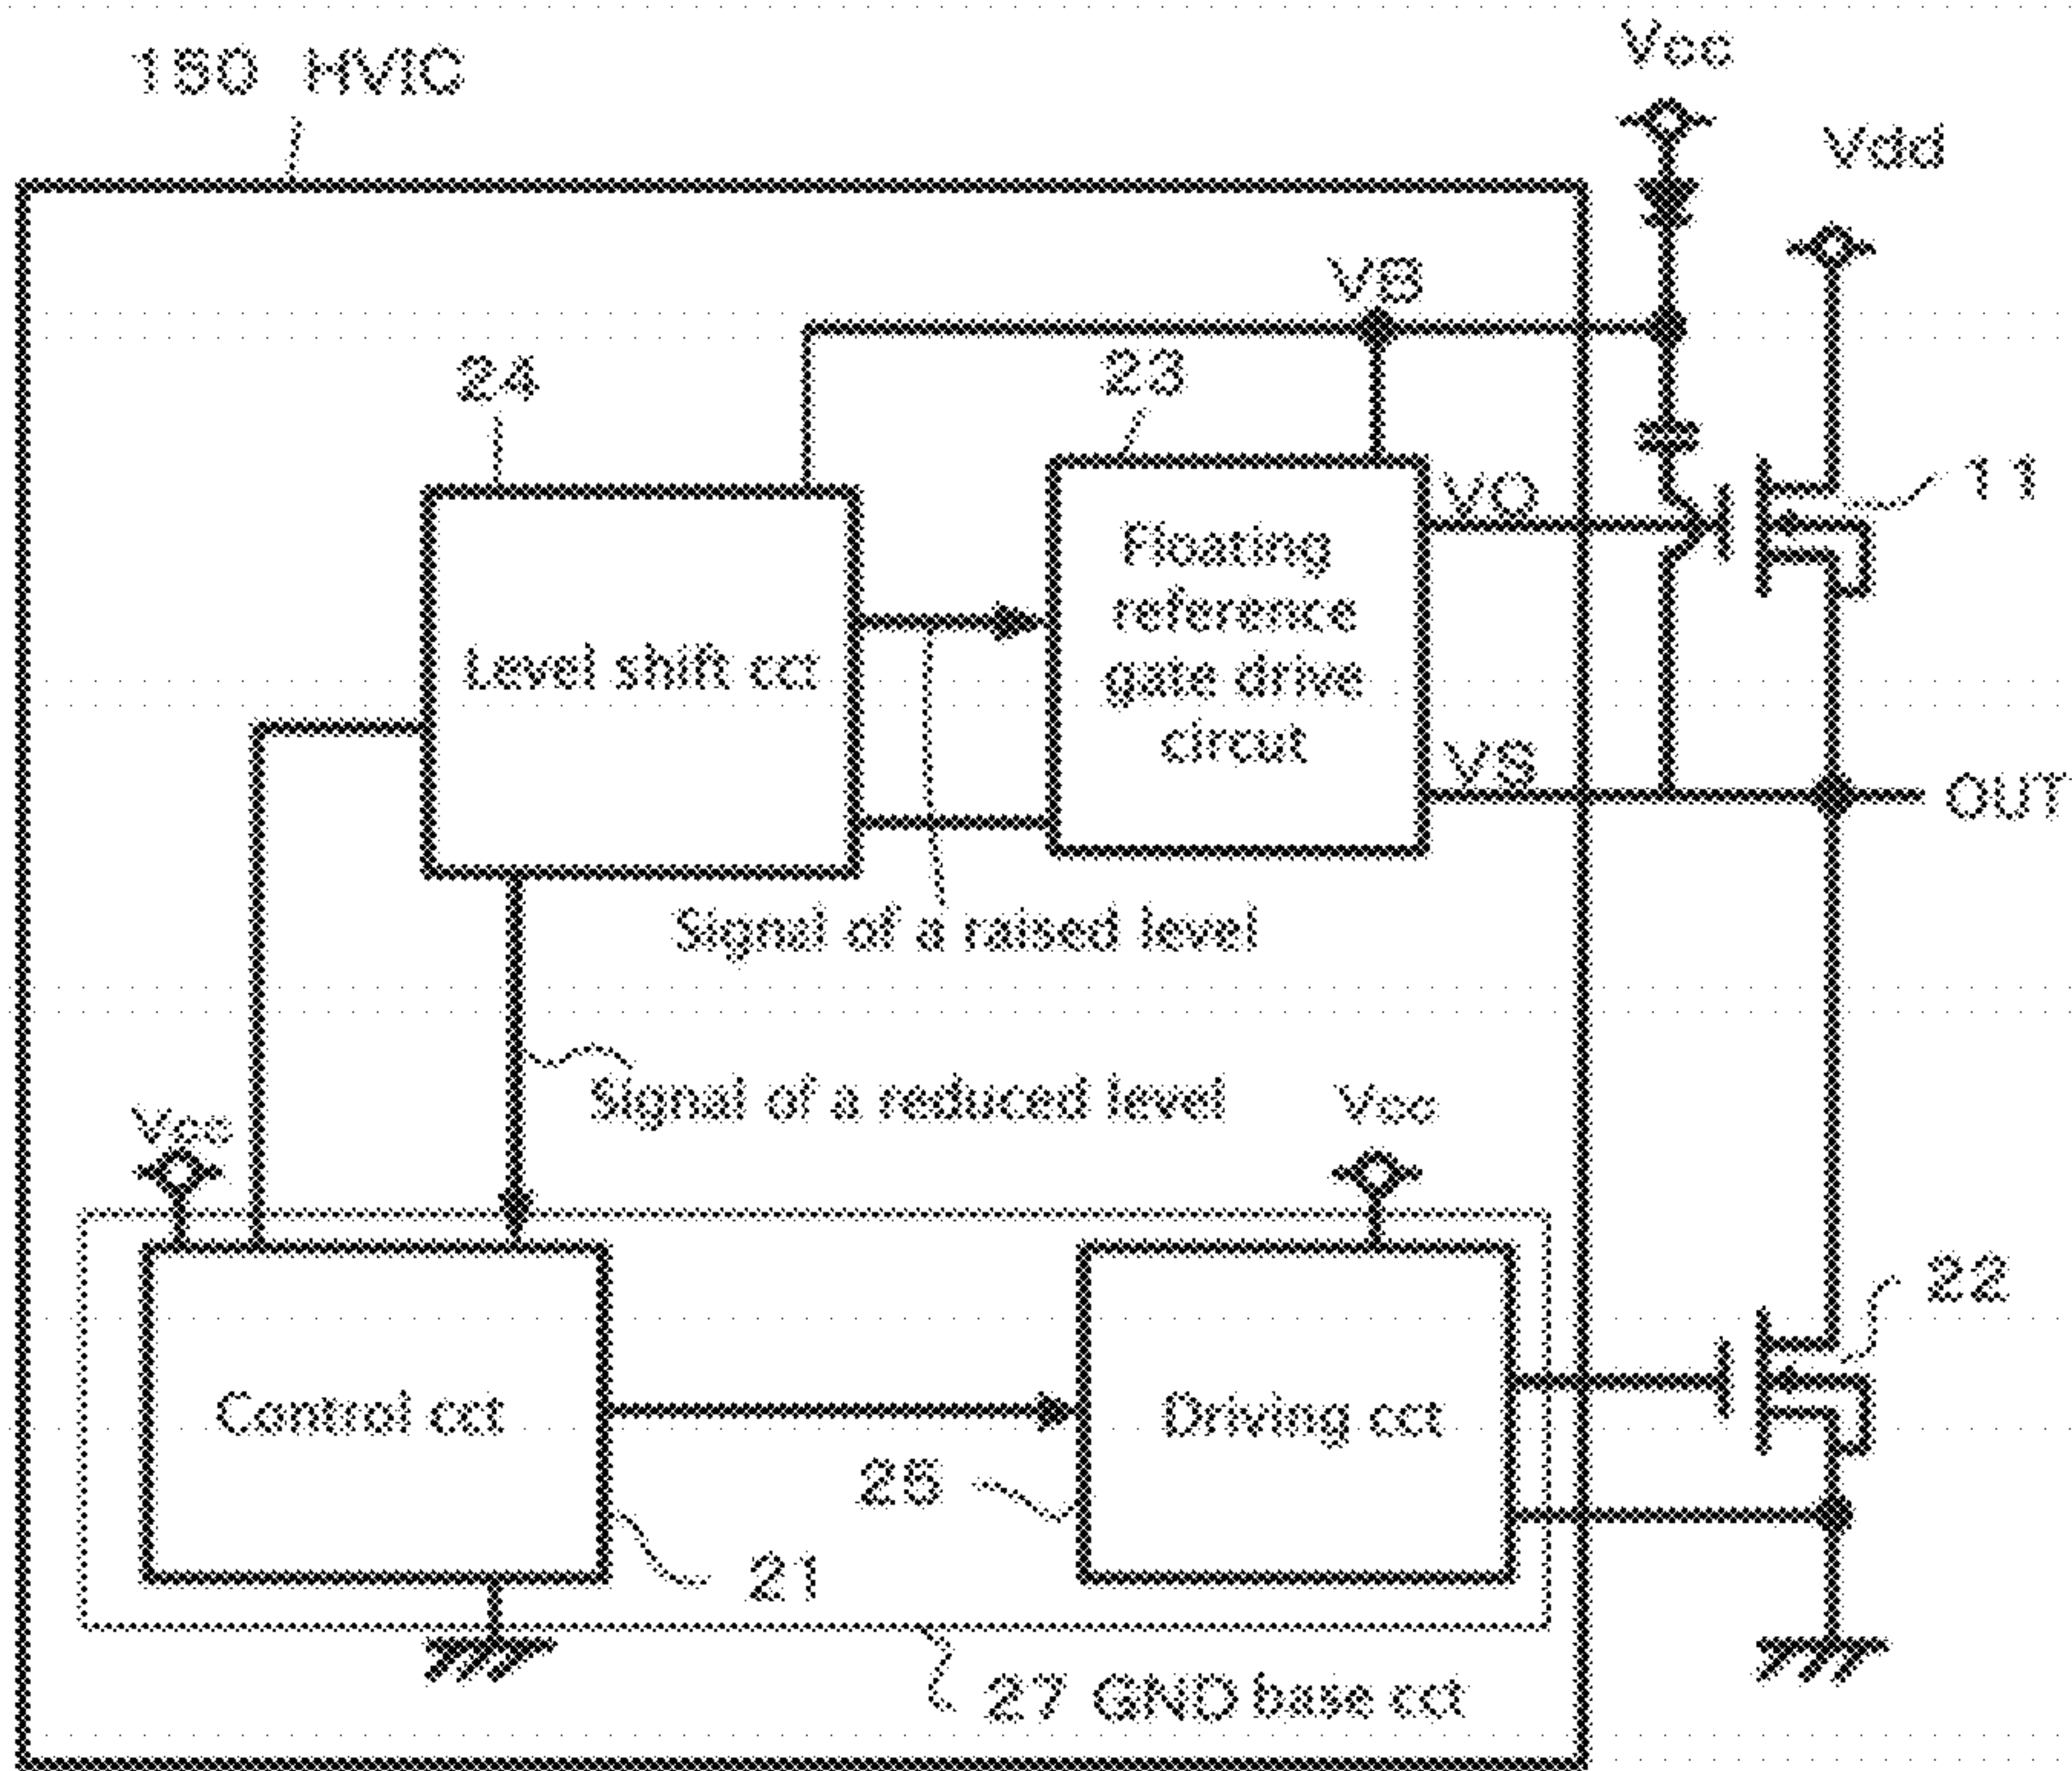 150 HVIC
Vcc
Vdd
VB
24
23
11
VO
Floating
reference
gate drive
circut
Level shift cct
VS
OUT
Signal of a raised level
Signal of a reduced level
Vcc
Vcc
22
Control cct
Driving cct
25
21
27 GND base cct